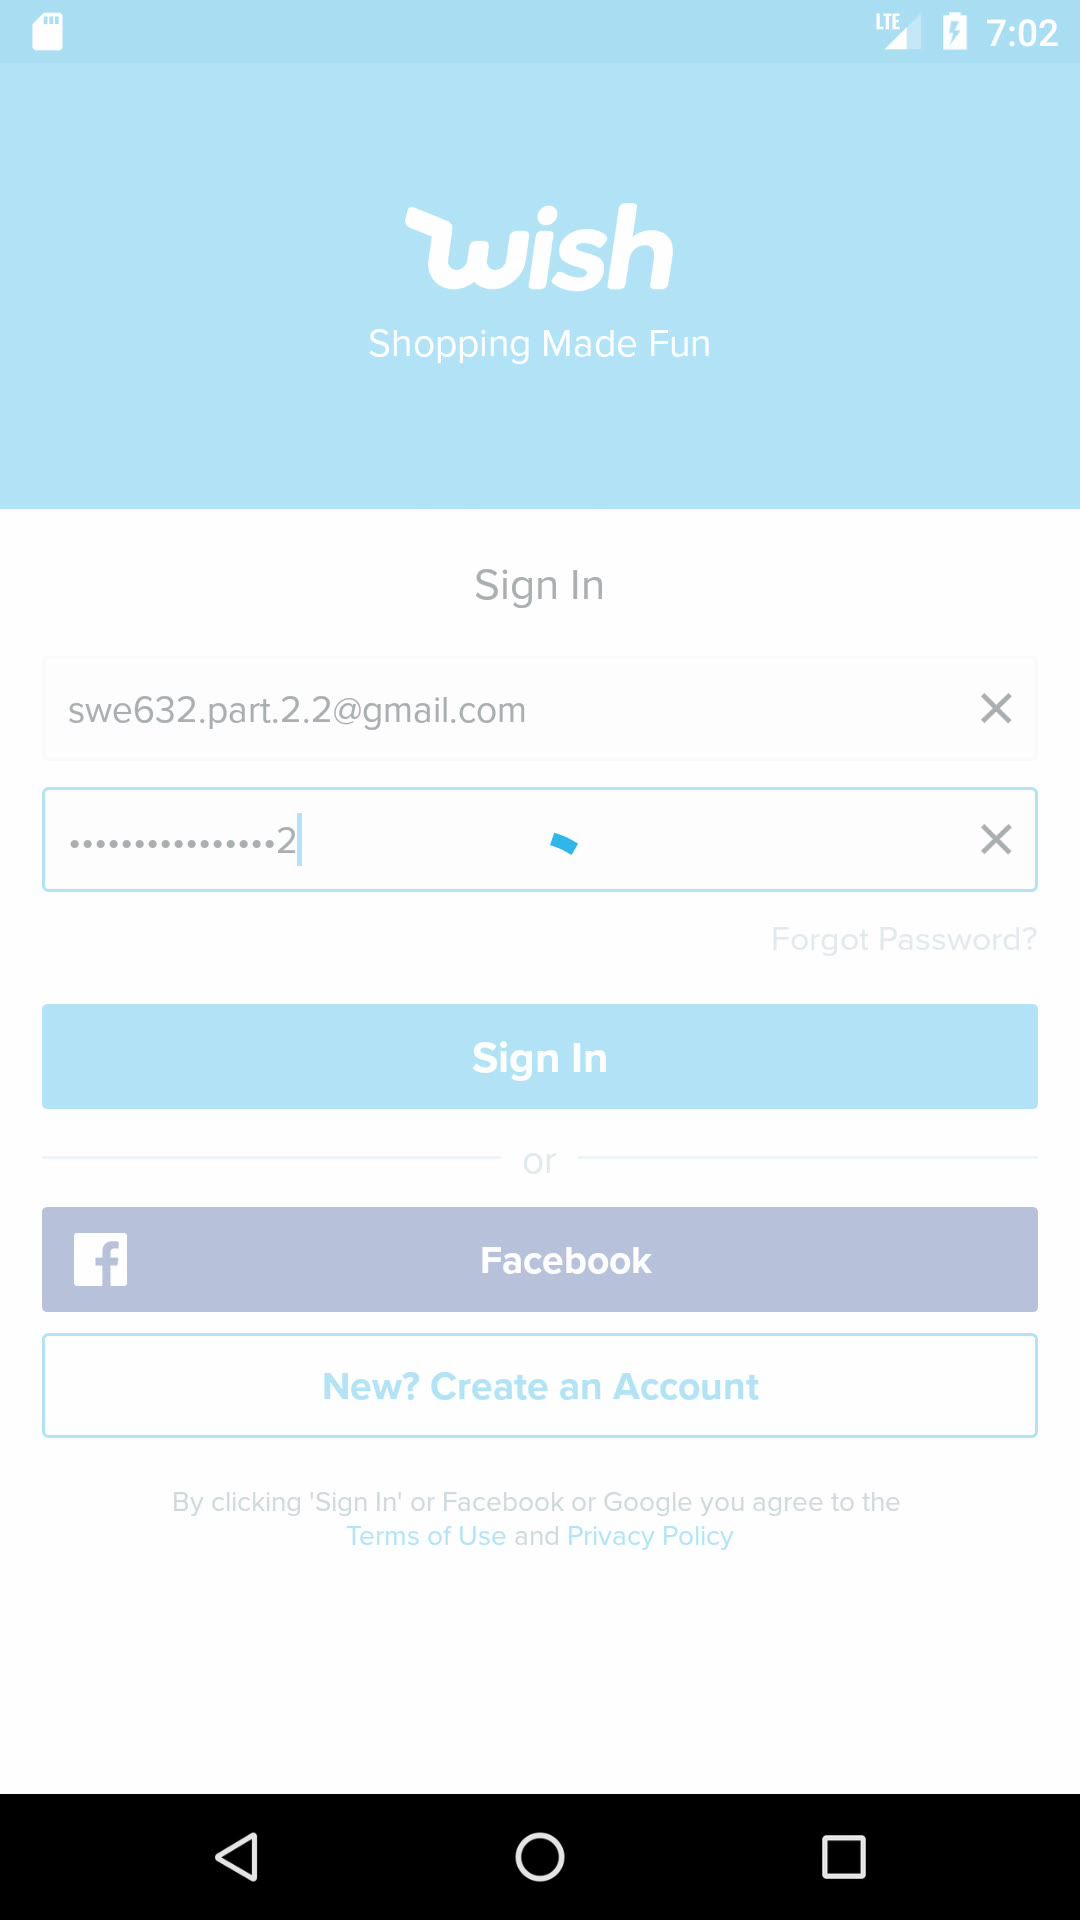 LTE 7:02
wish
Shopping Made Fun
Sign In
swe632.part.2.2@gmail.com
••••••••••••••••2
Forgot Password?
Sign In
or
Facebook
New? Create an Account
By clicking 'Sign In' or Facebook or Google you agree to the
Terms of Use and Privacy Policy